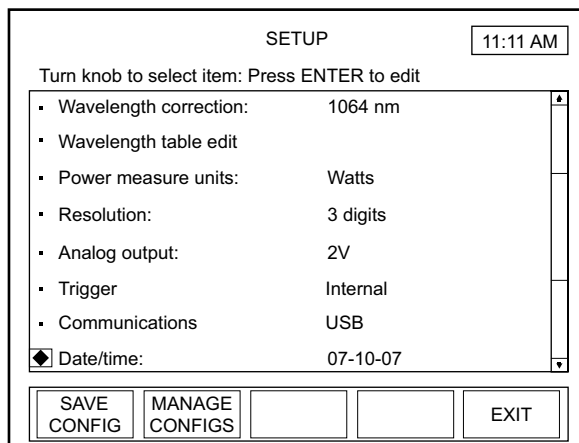 SETUP
11:11 AM
Turn knob to select item: Press ENTER to edit
▪ Wavelength correction: 1064 nm
▪ Wavelength table edit
▪ Power measure units: Watts
▪ Resolution: 3 digits
▪ Analog output: 2V
▪ Trigger Internal
▪ Communications USB
Date/time: 07-10-07
SAVE
CONFIG
MANAGE
CONFIGS
EXIT